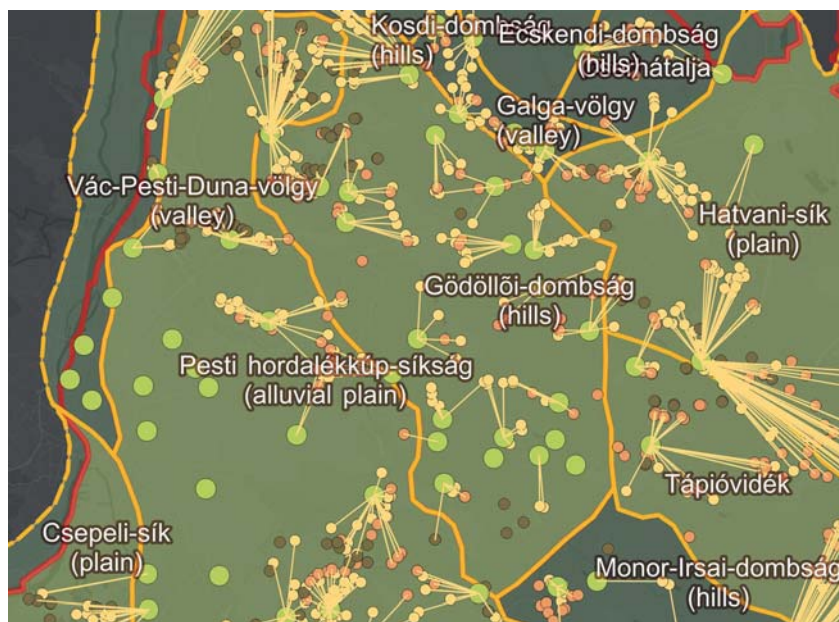 Kosdi-dombság
(hills)
Ecskendi-dombság
(hills)
Galga-völgy
(valley)
Vác-Pesti-Duna-völgy
(valley)
Hatvani-sík
(plain)
Gödöllõi-dombság
(hills)
Pesti hordalékkúp-síkság
(alluvial plain)
Tápióvidék
Csepeli-sík
(plain)
Monor-Irsai-dombság
(hills)